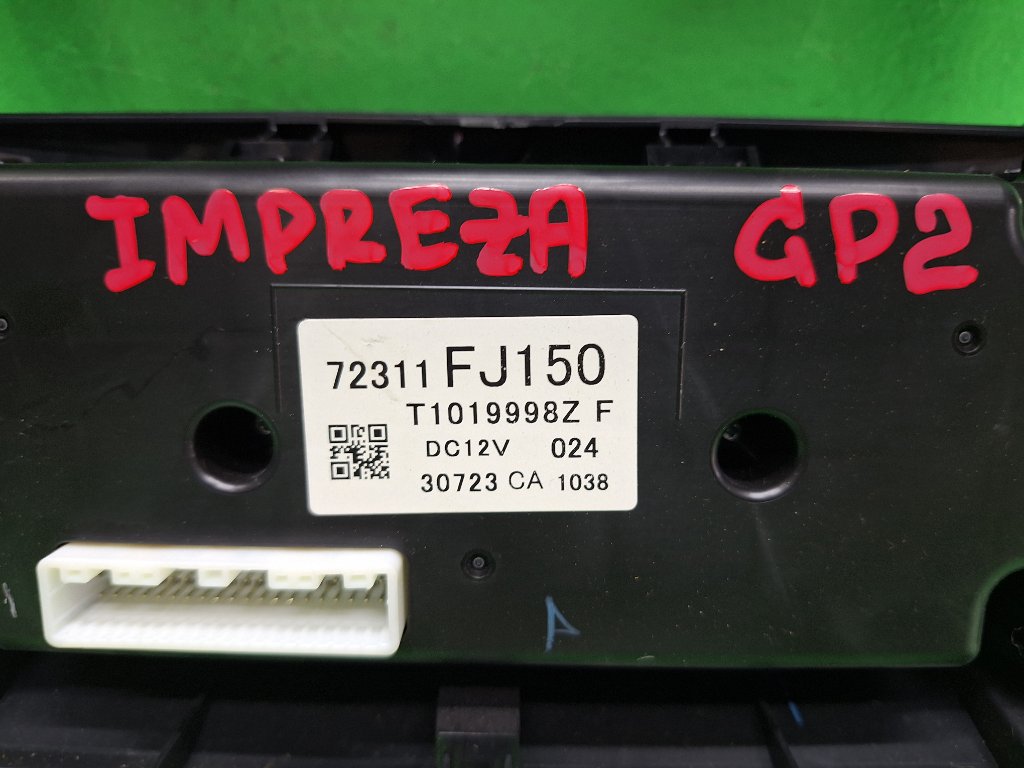 IMPREZA GP2
72311 FJ150
T1019998Z F
DC12V 024
30723 CA 1038
A